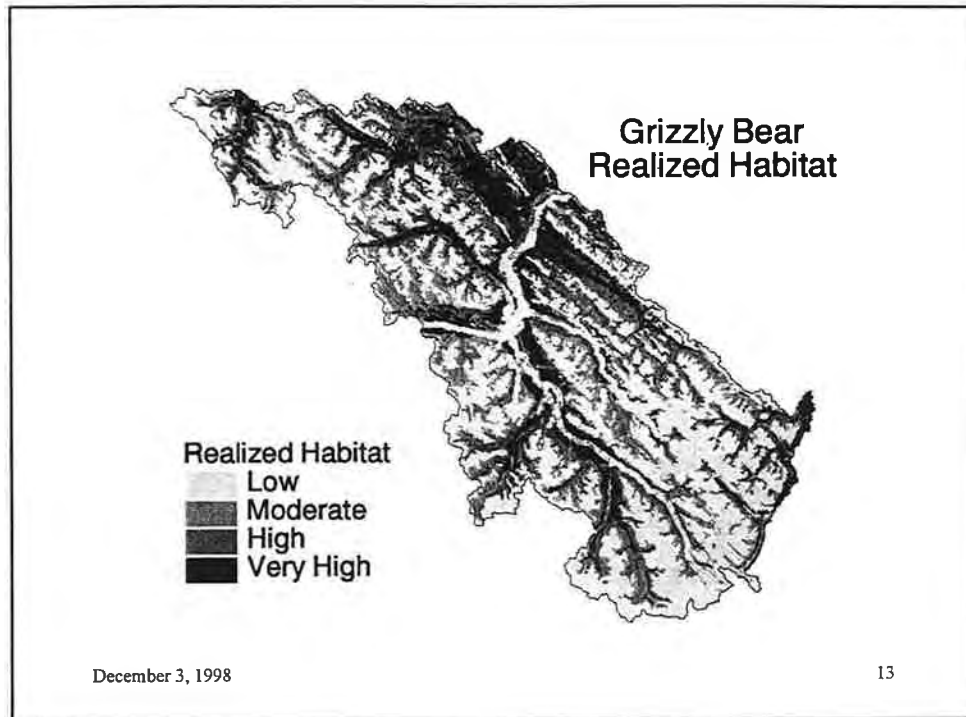 Grizzly Bear
Realized Habitat
Realized Habitat
Low
Moderate
High
Very High
December 3, 1998
13